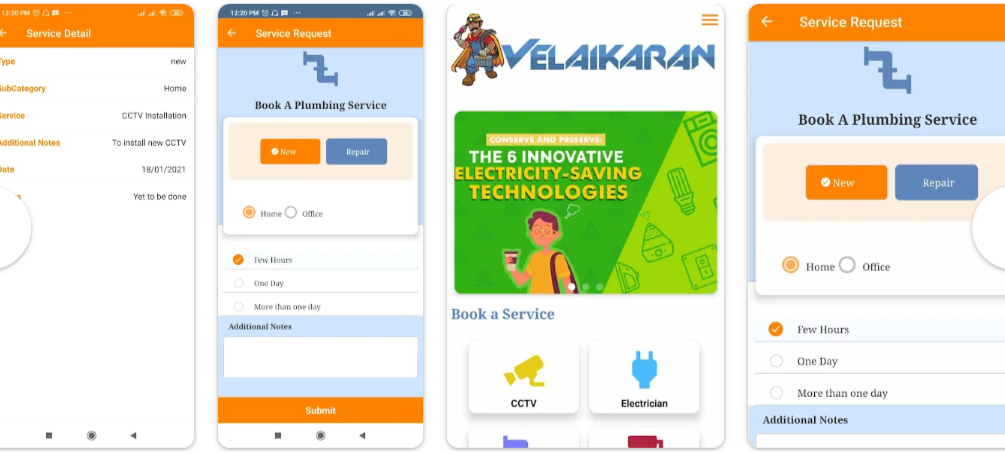 12:20 PM
Service Detail
Type
new
SubCategory
Home
Service
CCTV Installation
Additional Notes
To install new CCTV
Date
18/01/2021
Yet to be done
12:20 PM
Service Request
Book A Plumbing Service
New
Repair
Home
Office
Few Hours
One Day
More than one day
Additional Notes
Submit
VELAIKARAN
CONSERVE AND PRESERVE:
THE 6 INNOVATIVE
ELECTRICITY-SAVING
TECHNOLOGIES
Book a Service
CCTV
Electrician
Service Request
Book A Plumbing Service
New
Repair
Home
Office
Few Hours
One Day
More than one day
Additional Notes